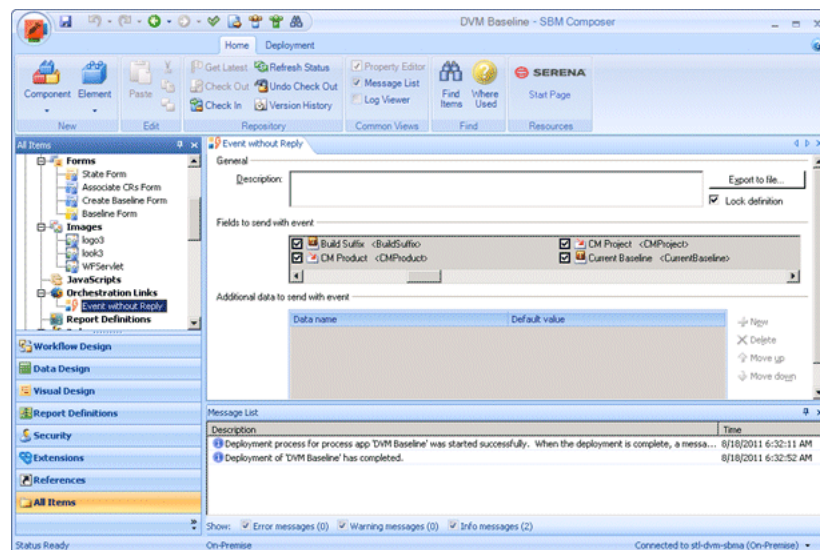 DVM Baseline - SBM Composer
Home Deployment
Component Element Paste
Get Latest Refresh Status
Check Out Undo Check Out
Check In Version History
Property Editor
Message List
Log Viewer
Find Items
Where Used
SERENA
Start Page
New Edit Repository Common Views Find Resources
All Items
Forms
State Form
Associate CRs Form
Create Baseline Form
Baseline Form
Images
logo3
look3
WFServlet
JavaScripts
Orchestration Links
Event without Reply
Report Definitions
Workflow Design
Data Design
Visual Design
Report Definitions
Security
Extensions
References
All Items
Event without Reply
General
Description:
Export to file...
Lock definition
Fields to send with event
Build Suffix <BuildSuffix> CM Project <CMProject>
CM Product <CMProduct> Current Baseline <CurrentBaseline>
Additional data to send with event
Data name Default value
New
Delete
Move up
Move down
Message List
Description Time
Deployment process for process app 'DVM Baseline' was started successfully. When the deployment is complete, a messa... 8/18/2011 6:32:11 AM
Deployment of 'DVM Baseline' has completed. 8/18/2011 6:32:52 AM
Show: Error messages (0) Warning messages (0) Info messages (2)
Status Ready On-Premise Connected to stl-dvm-sbma (On-Premise)